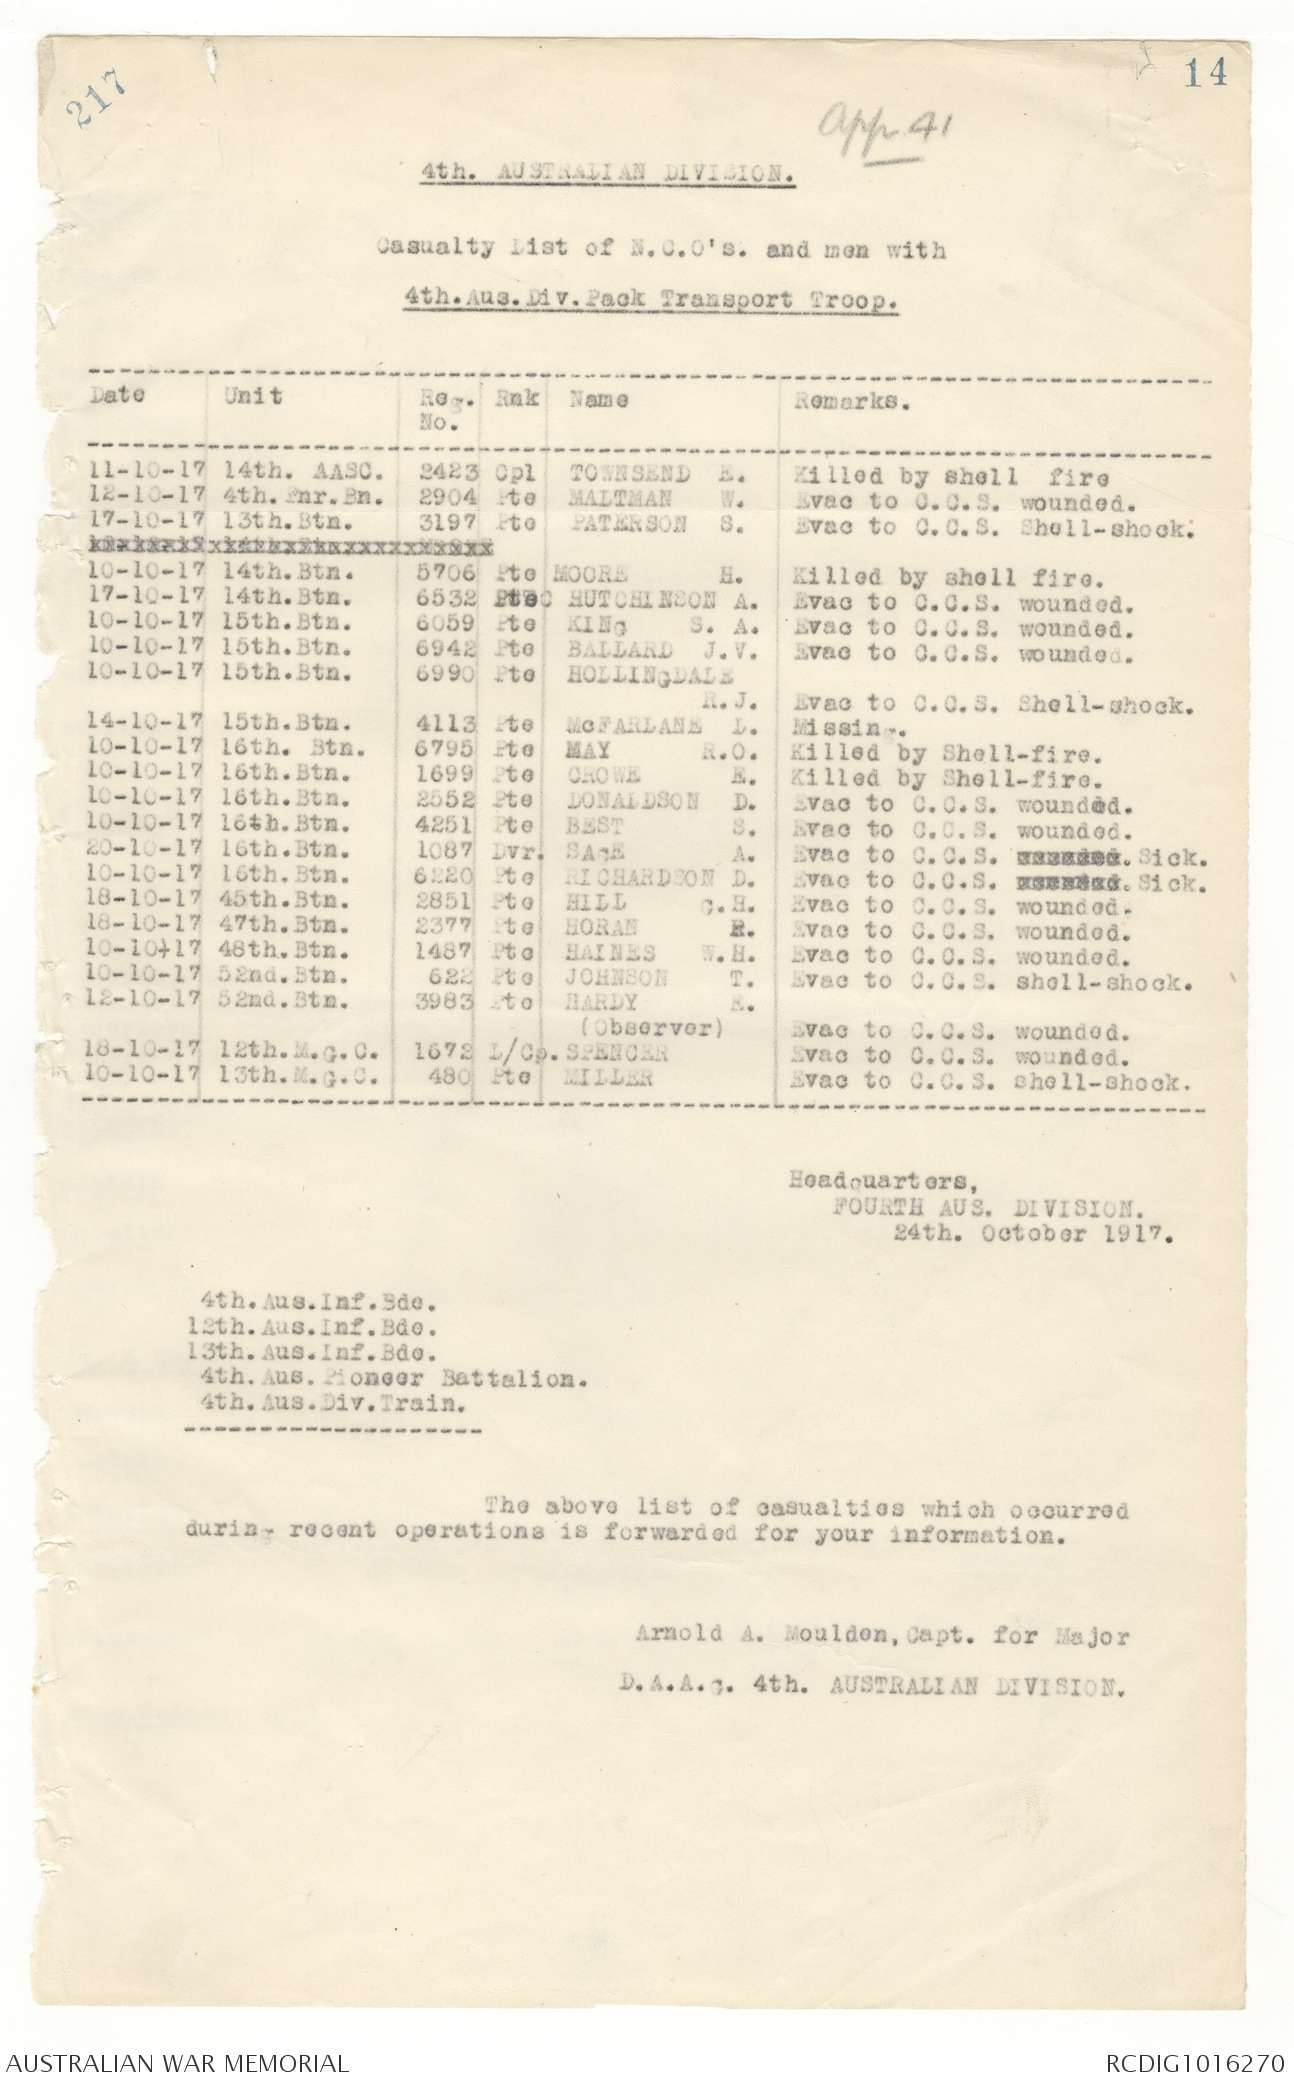 217
14
App 41
4th. AUSTRALIAN DIVISION.
Casualty List of N.C.O's. and men with
4th.Aus.Div.Pack Transport Troop.
Date Unit Reg. Rnk Name Remarks.
No.
11-10-17 14th. AASC. 2423 Cpl TOWNSEND E. Killed by shell fire
12-10-17 4th.Pnr.Bn. 2904 Pte MALTMAN W. Evac to C.C.S. wounded.
17-10-17 13th.Btn. 3197 Pte PATERSON S. Evac to C.C.S. Shell-shock.
10-10-17 14th.Btn. 5706 Pte MOORE H. Killed by shell fire.
17-10-17 14th.Btn. 6532 Pte HUTCHINSON A. Evac to C.C.S. wounded.
10-10-17 15th.Btn. 6059 Pte KINg S. A. Evac to C.C.S. wounded.
10-10-17 15th.Btn. 6942 Pte BALLARD J.V. Evac to C.C.S. wounded.
10-10-17 15th.Btn. 6990 Pte HOLLINgDALE
R.J. Evac to C.C.S. Shell-shock.
14-10-17 15th.Btn. 4113 Pte McFARLANE L. Missing.
10-10-17 16th. Btn. 6795 Pte MAY R.O. Killed by Shell-fire.
10-10-17 16th.Btn. 1699 Pte CROWE E. Killed by Shell-fire.
10-10-17 16th.Btn. 2552 Pte DONALDSON D. Evac to C.C.S. wounded.
10-10-17 16th.Btn. 4251 Pte BEST S. Evac to C.C.S. wounded.
20-10-17 16th.Btn. 1087 Dvr. SAgE A. Evac to C.C.S. Sick.
10-10-17 16th.Btn. 6220 Pte RICHARDSON D. Evac to C.C.S. Sick.
18-10-17 45th.Btn. 2851 Pte HILL g.H. Evac to C.C.S. wounded.
18-10-17 47th.Btn. 2377 Pte HORAN R. Evac to C.C.S. wounded.
10-10-17 48th.Btn. 1487 Pte HAINES W.H. Evac to C.C.S. wounded.
10-10-17 52nd.Btn. 622 Pte JOHNSON T. Evac to C.C.S. shell-shock.
12-10-17 52nd.Btn. 3983 Pte HARDY E.
(Observer) Evac to C.C.S. wounded.
18-10-17 12th.M.g.C. 1672 L/Cp. SPENCER Evac to C.C.S. wounded.
10-10-17 13th.M.g.C. 480 Pte MILLER Evac to C.C.S. shell-shock.
Headquarters,
FOURTH AUS. DIVISION.
24th. October 1917.
4th.Aus.Inf.Bde.
12th.Aus.Inf.Bde.
13th.Aus.Inf.Bde.
4th.Aus.Pioneer Battalion.
4th.Aus.Div.Train.
The above list of casualties which occurred
during recent operations is forwarded for your information.
Arnold A. Moulden,Capt. for Major
D.A.A.g. 4th. AUSTRALIAN DIVISION.
AUSTRALIAN WAR MEMORIAL
RCDIG1016270